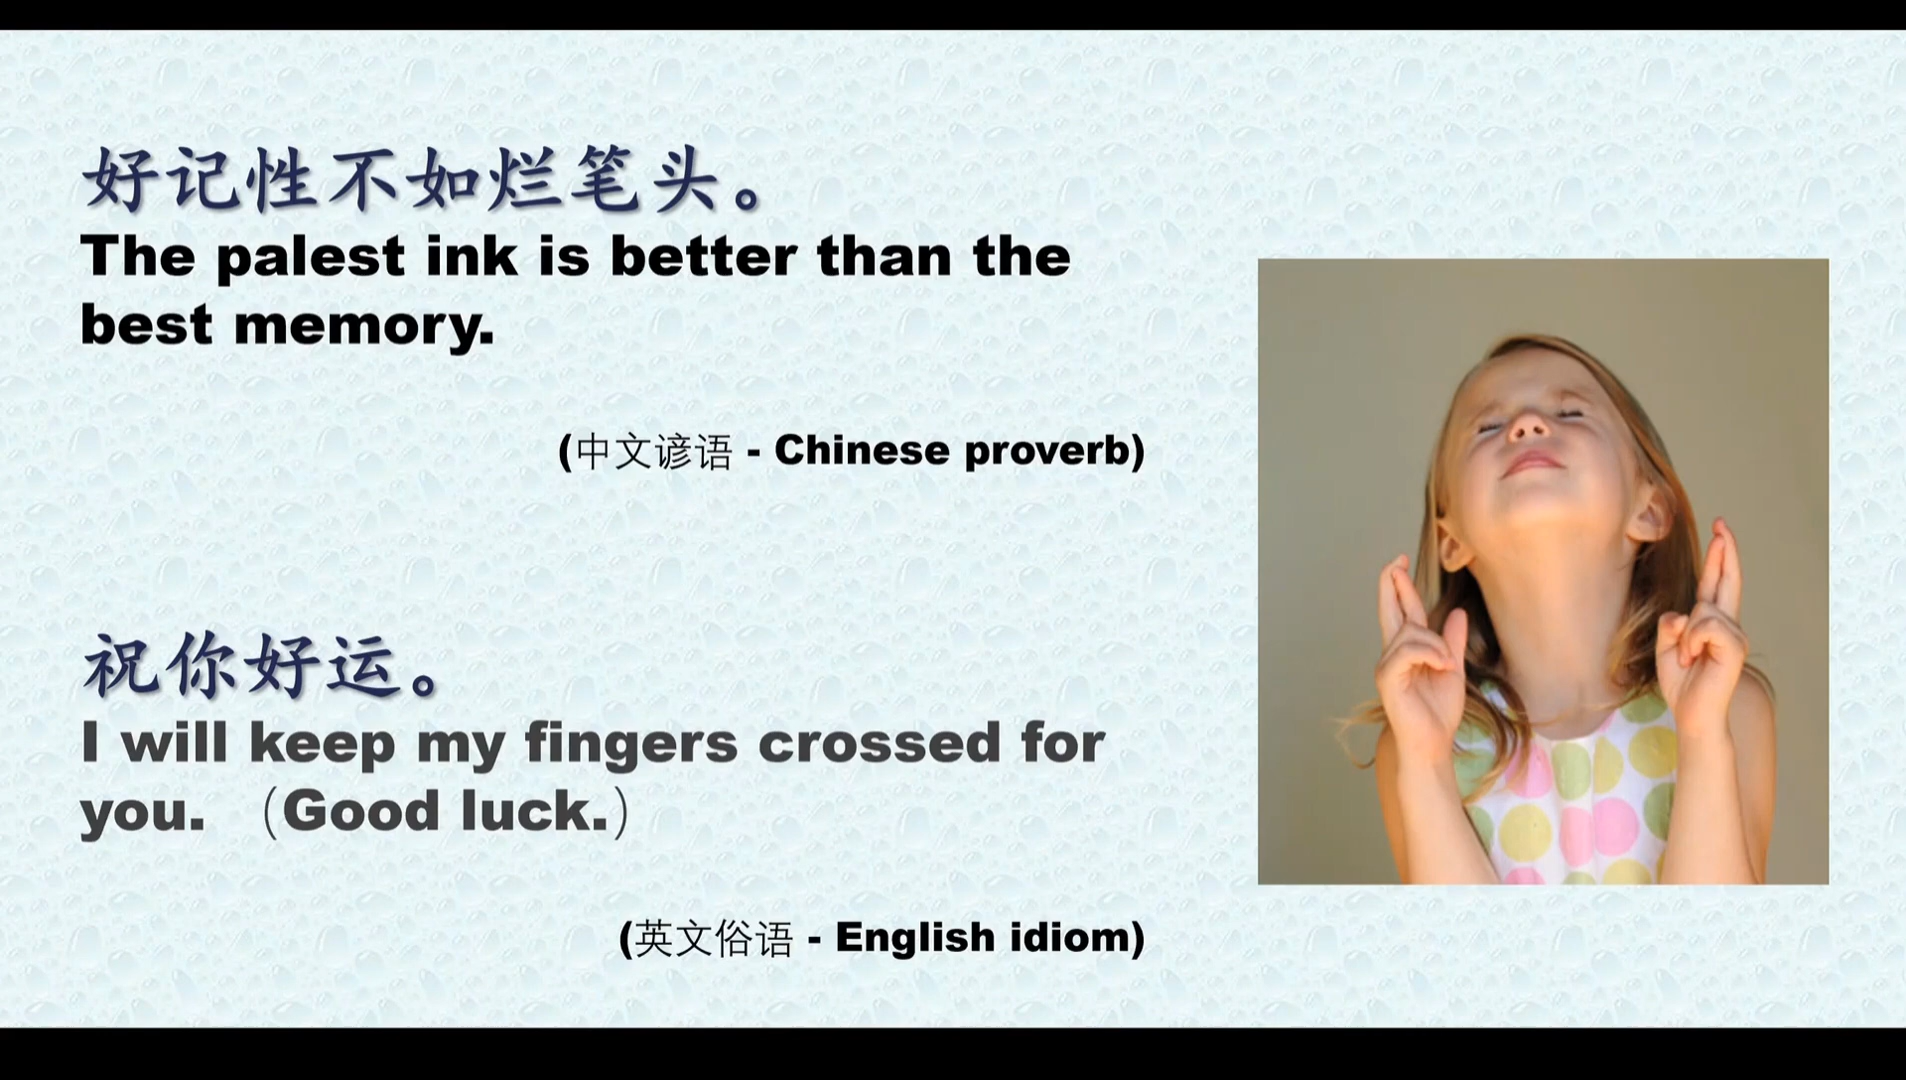 好记性不如烂笔头。
The palest ink is better than the
best memory.
(中文谚语 - Chinese proverb)
祝你好运。
I will keep my fingers crossed for
you. （Good luck.）
(英文俗语 - English idiom)